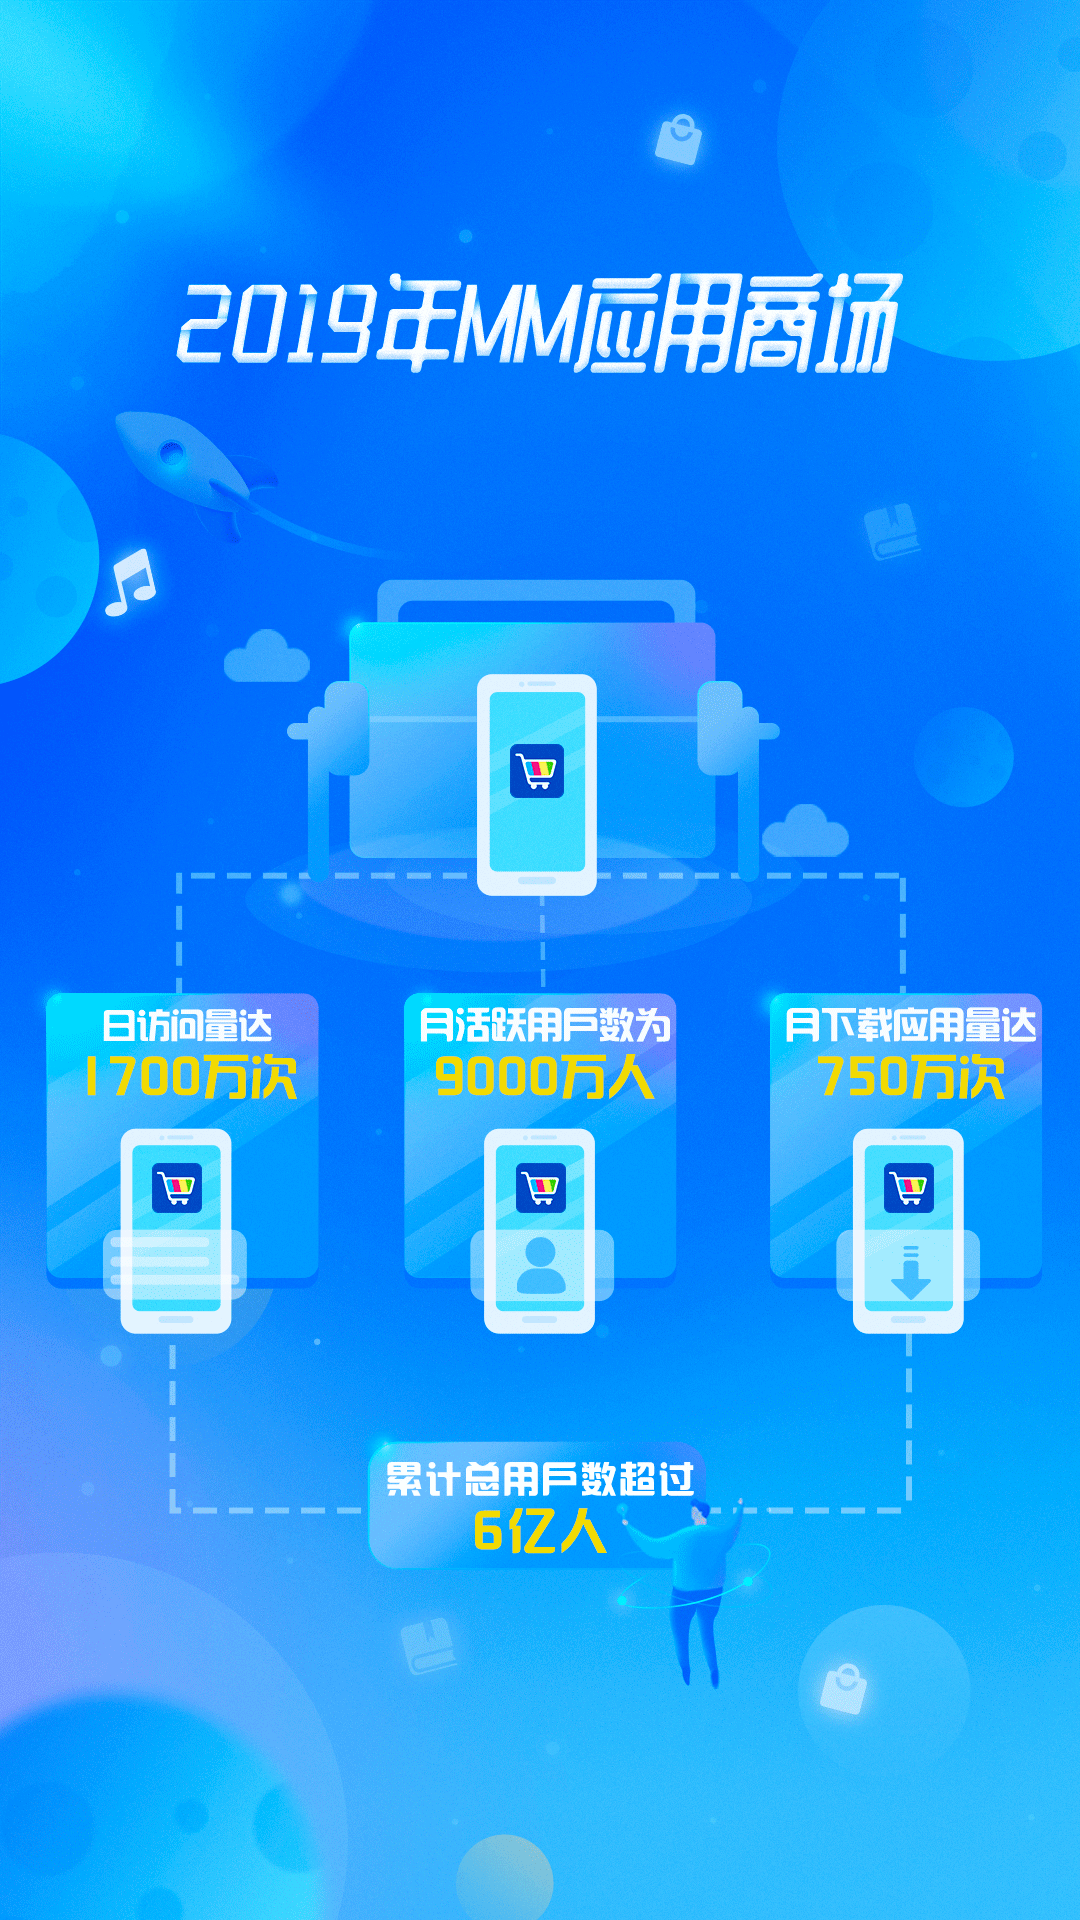 2019年MM应用商场
日访问量达
1700万次
月活跃用户数为
9000万人
月下载应用量达
750万次
累计总用户数超过
6亿人